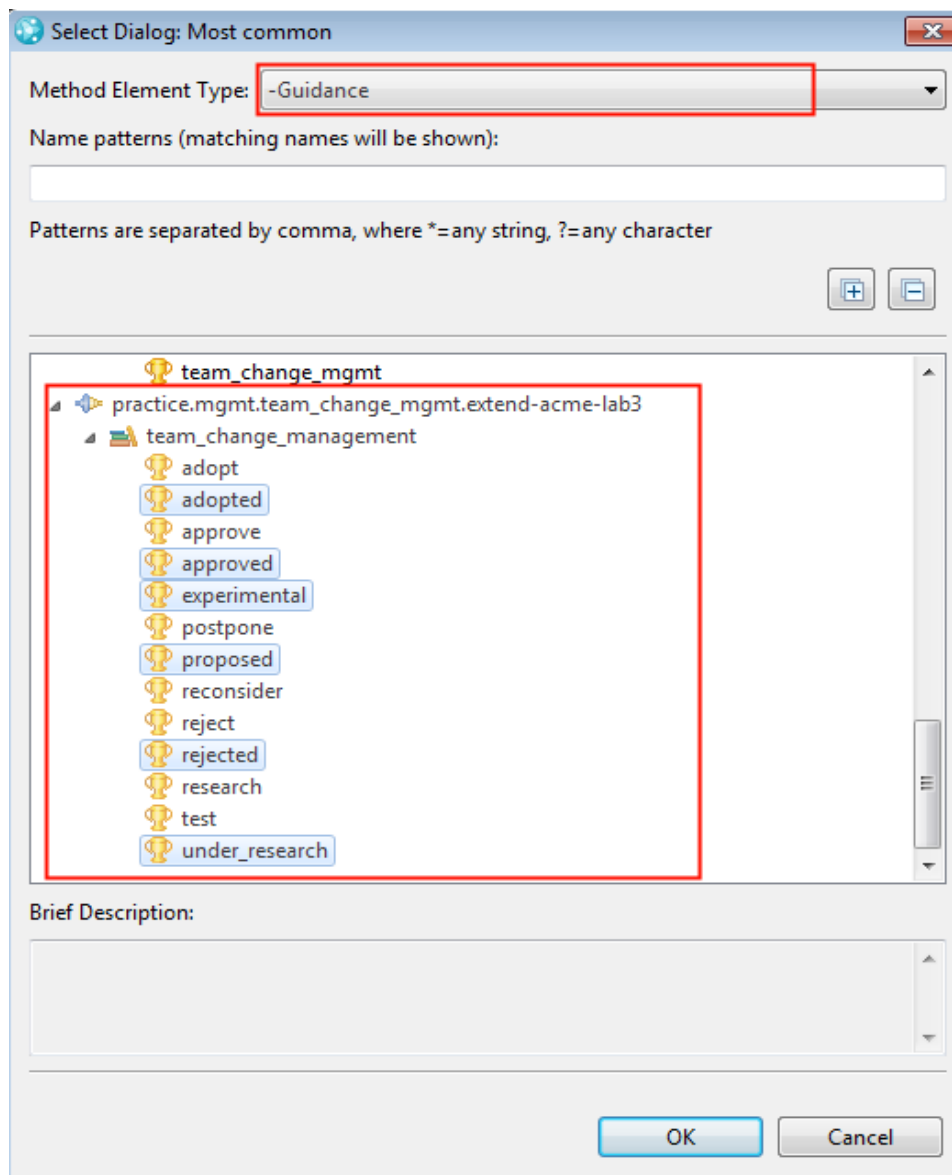 Select Dialog: Most common
Method Element Type: -Guidance
Name patterns (matching names will be shown):
Patterns are separated by comma, where *=any string, ?=any character
team_change_mgmt
practice.mgmt.team_change_mgmt.extend-acme-lab3
team_change_management
adopt
adopted
approve
approved
experimental
postpone
proposed
reconsider
reject
rejected
research
test
under_research
Brief Description:
OK Cancel